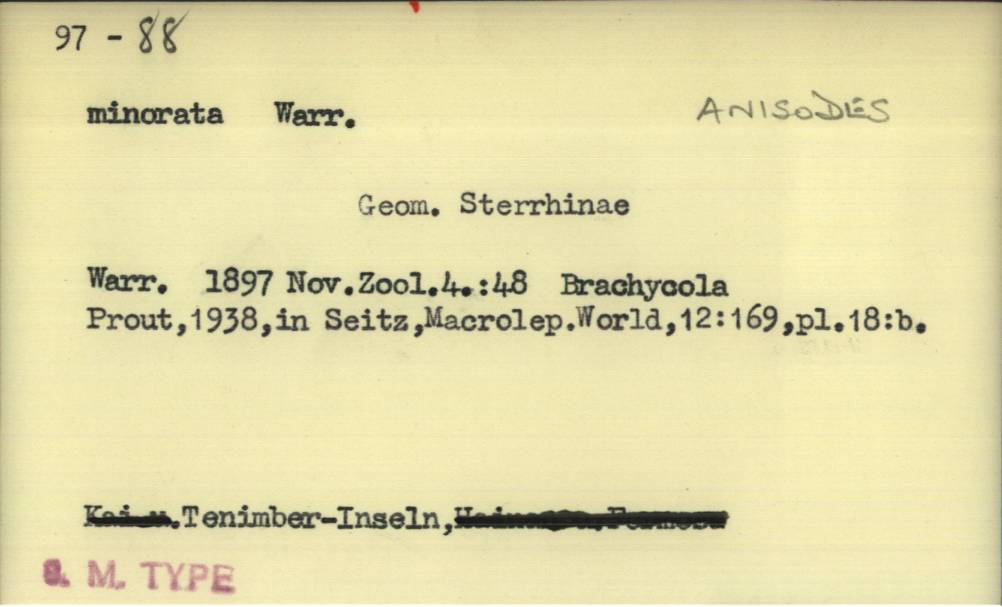 97 - 88
minorata Warr. ANISODES
Geom. Sterrhinae
Warr. 1897 Nov.Zool.4.:48 Brachycola
Prout,1938,in Seitz,Macrolep.World,12:169,pl.18:b.
Kai u.Tenimber-Inseln,
M. TYPE